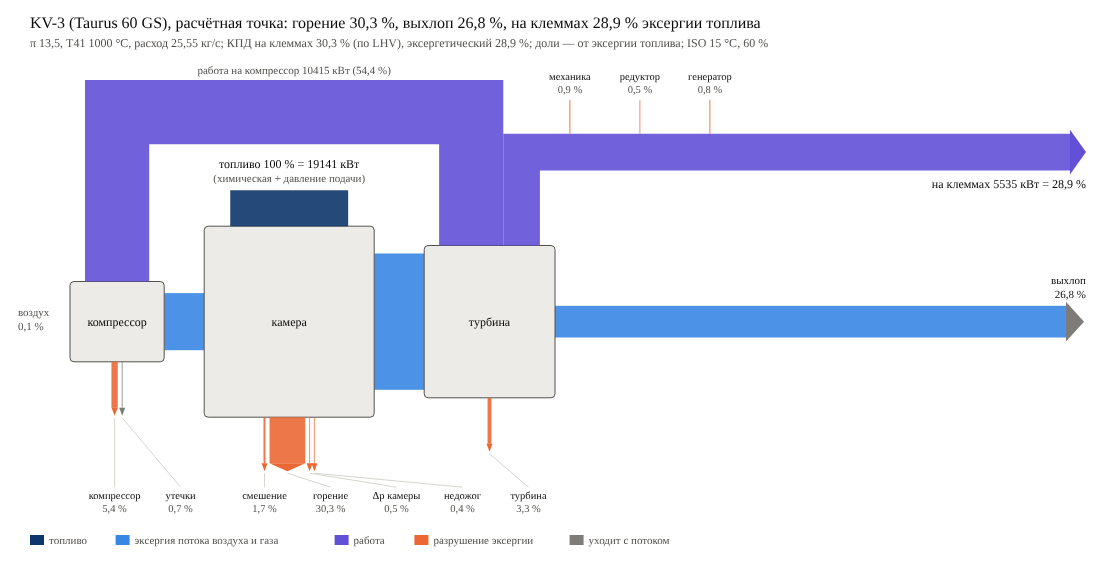 KV-3 (Taurus 60 GS), расчётная точка: горение 30,3 %, выхлоп 26,8 %, на клеммах 28,9 % эксергии топлива
π 13,5, T41 1000 °C, расход 25,55 кг/с; КПД на клеммах 30,3 % (по LHV), эксергетический 28,9 %; доли — от эксергии топлива; ISO 15 °C, 60 %
работа на компрессор 10415 кВт (54,4 %)
механика
0,9 %
редуктор
0,5 %
генератор
0,8 %
топливо 100 % = 19141 кВт
(химическая + давление подачи)
на клеммах 5535 кВт = 28,9 %
выхлоп
26,8 %
воздух
0,1 %
компрессор
камера
турбина
компрессор
5,4 %
утечки
0,7 %
смешение
1,7 %
горение
30,3 %
Δp камеры
0,5 %
недожог
0,4 %
турбина
3,3 %
топливо
эксергия потока воздуха и газа
работа
разрушение эксергии
уходит с потоком